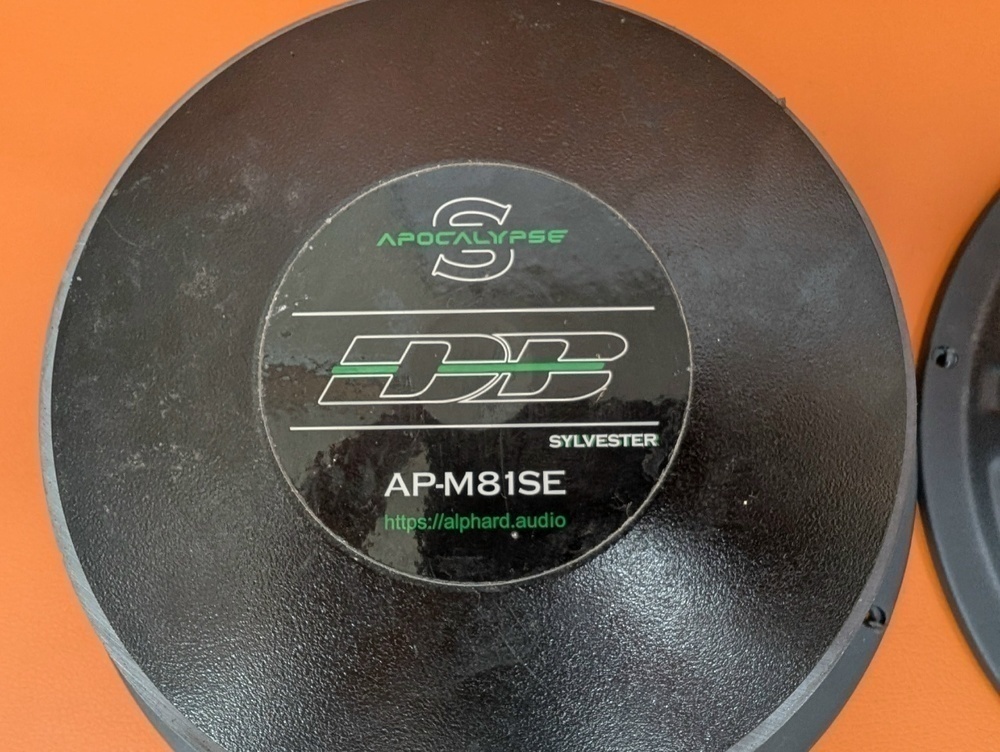 S
APOCALYPSE
DB
SYLVESTER
AP-M81SE
https://alphard.audio